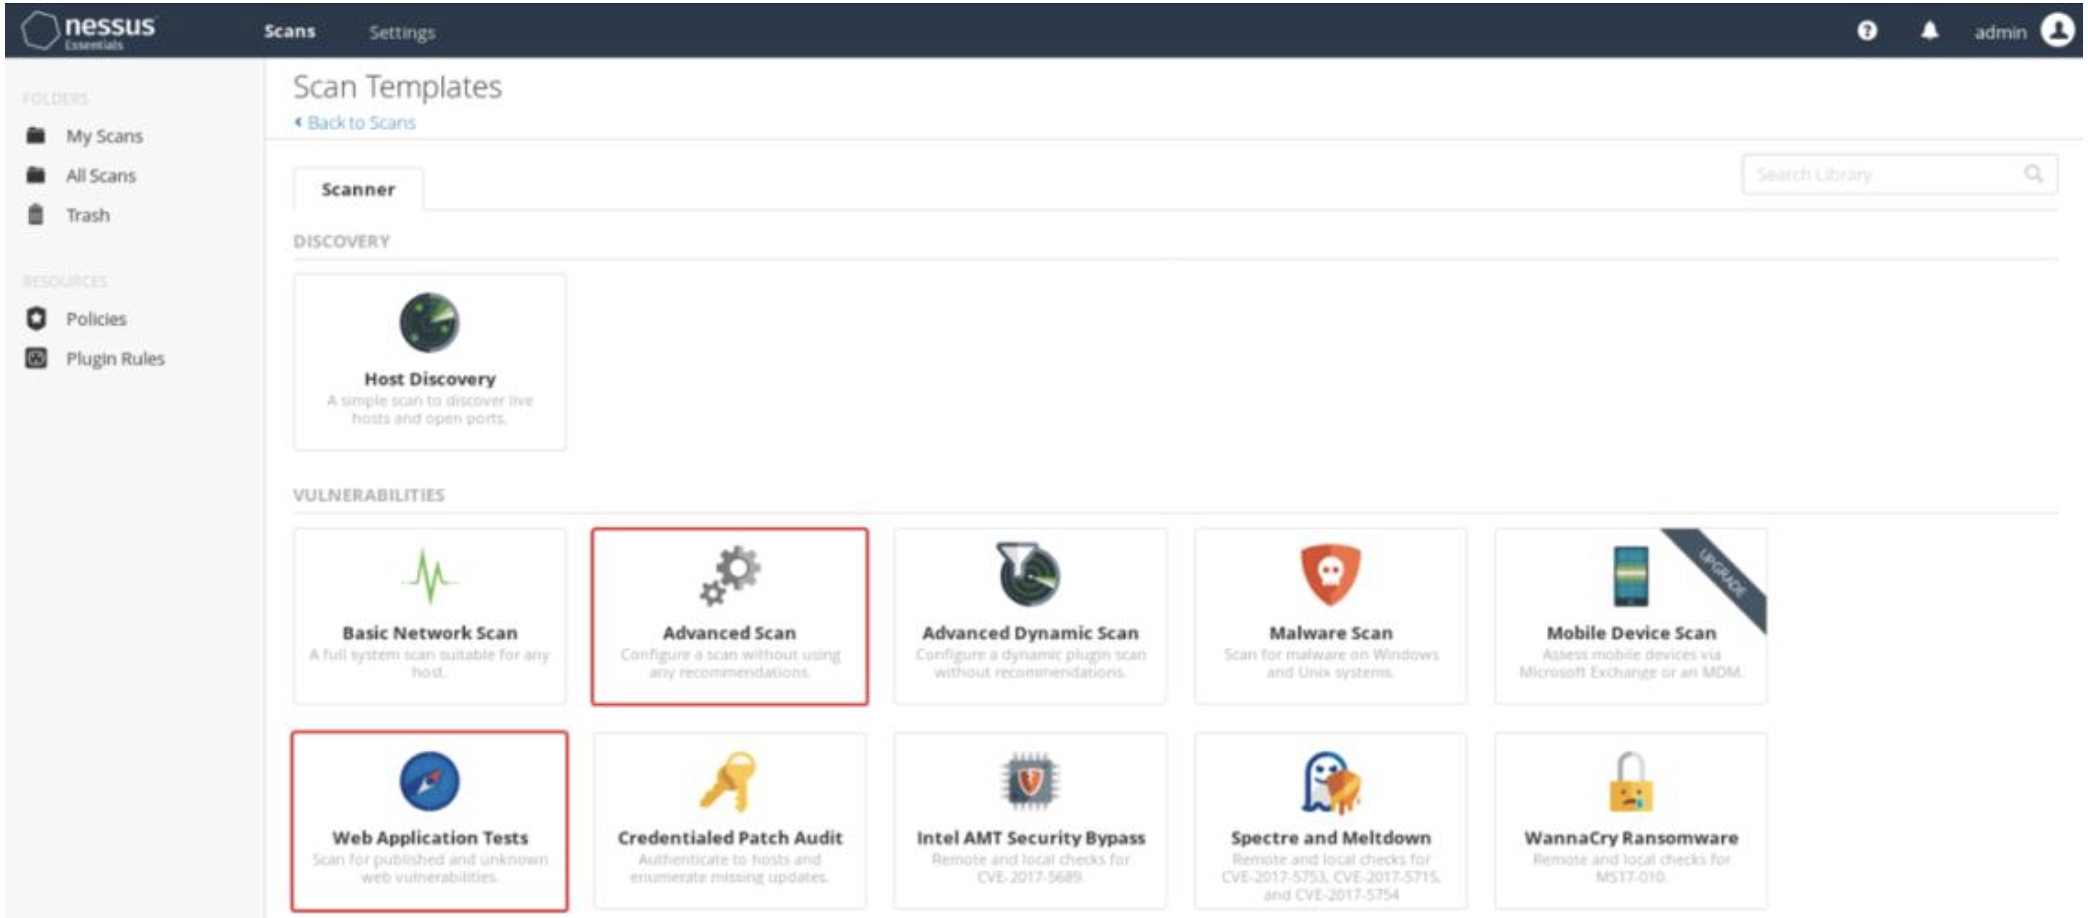 nessus
Essentials
Scans
Settings
admin
FOLDERS
My Scans
All Scans
Trash
RESOURCES
Policies
Plugin Rules
Scan Templates
Back to Scans
Scanner
Search Library
DISCOVERY
Host Discovery
A simple scan to discover live
hosts and open ports.
VULNERABILITIES
Basic Network Scan
A full system scan suitable for any
host.
Advanced Scan
Configure a scan without using
any recommendations.
Advanced Dynamic Scan
Configure a dynamic plugin scan
without recommendations.
Malware Scan
Scan for malware on Windows
and Unix systems.
UPGRADE
Mobile Device Scan
Assess mobile devices via
Microsoft Exchange or an MDM.
Web Application Tests
Scan for published and unknown
web vulnerabilities.
Credentialed Patch Audit
Authenticate to hosts and
enumerate missing updates.
Intel AMT Security Bypass
Remote and local checks for
CVE-2017-5689.
Spectre and Meltdown
Remote and local checks for
CVE-2017-5753, CVE-2017-5715,
and CVE-2017-5754
WannaCry Ransomware
Remote and local checks for
MS17-010.